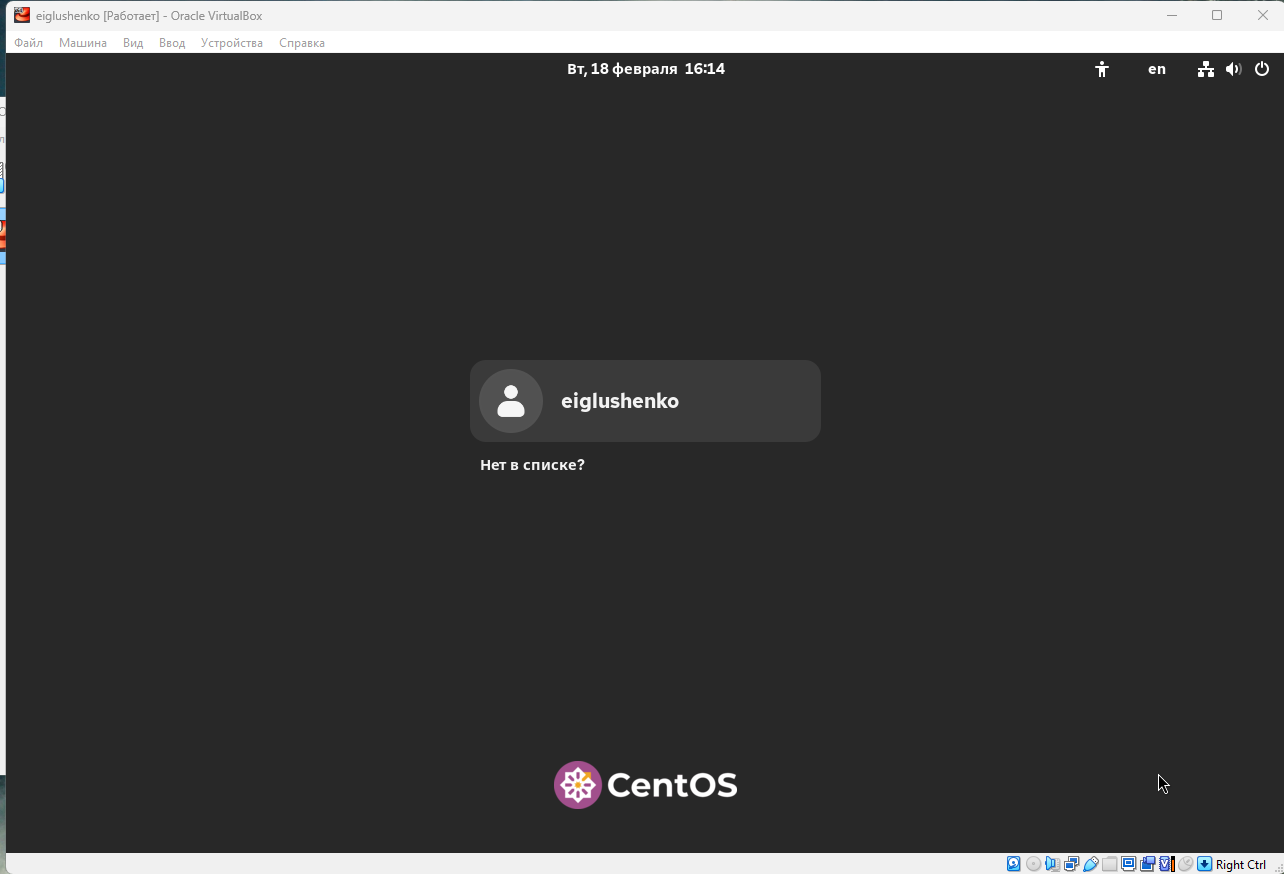 eiglushenko [Работает] - Oracle VirtualBox
Файл Машина Вид Ввод Устройства Справка
Вт, 18 февраля 16:14 en
eiglushenko
Нет в списке?
CentOS
Right Ctrl